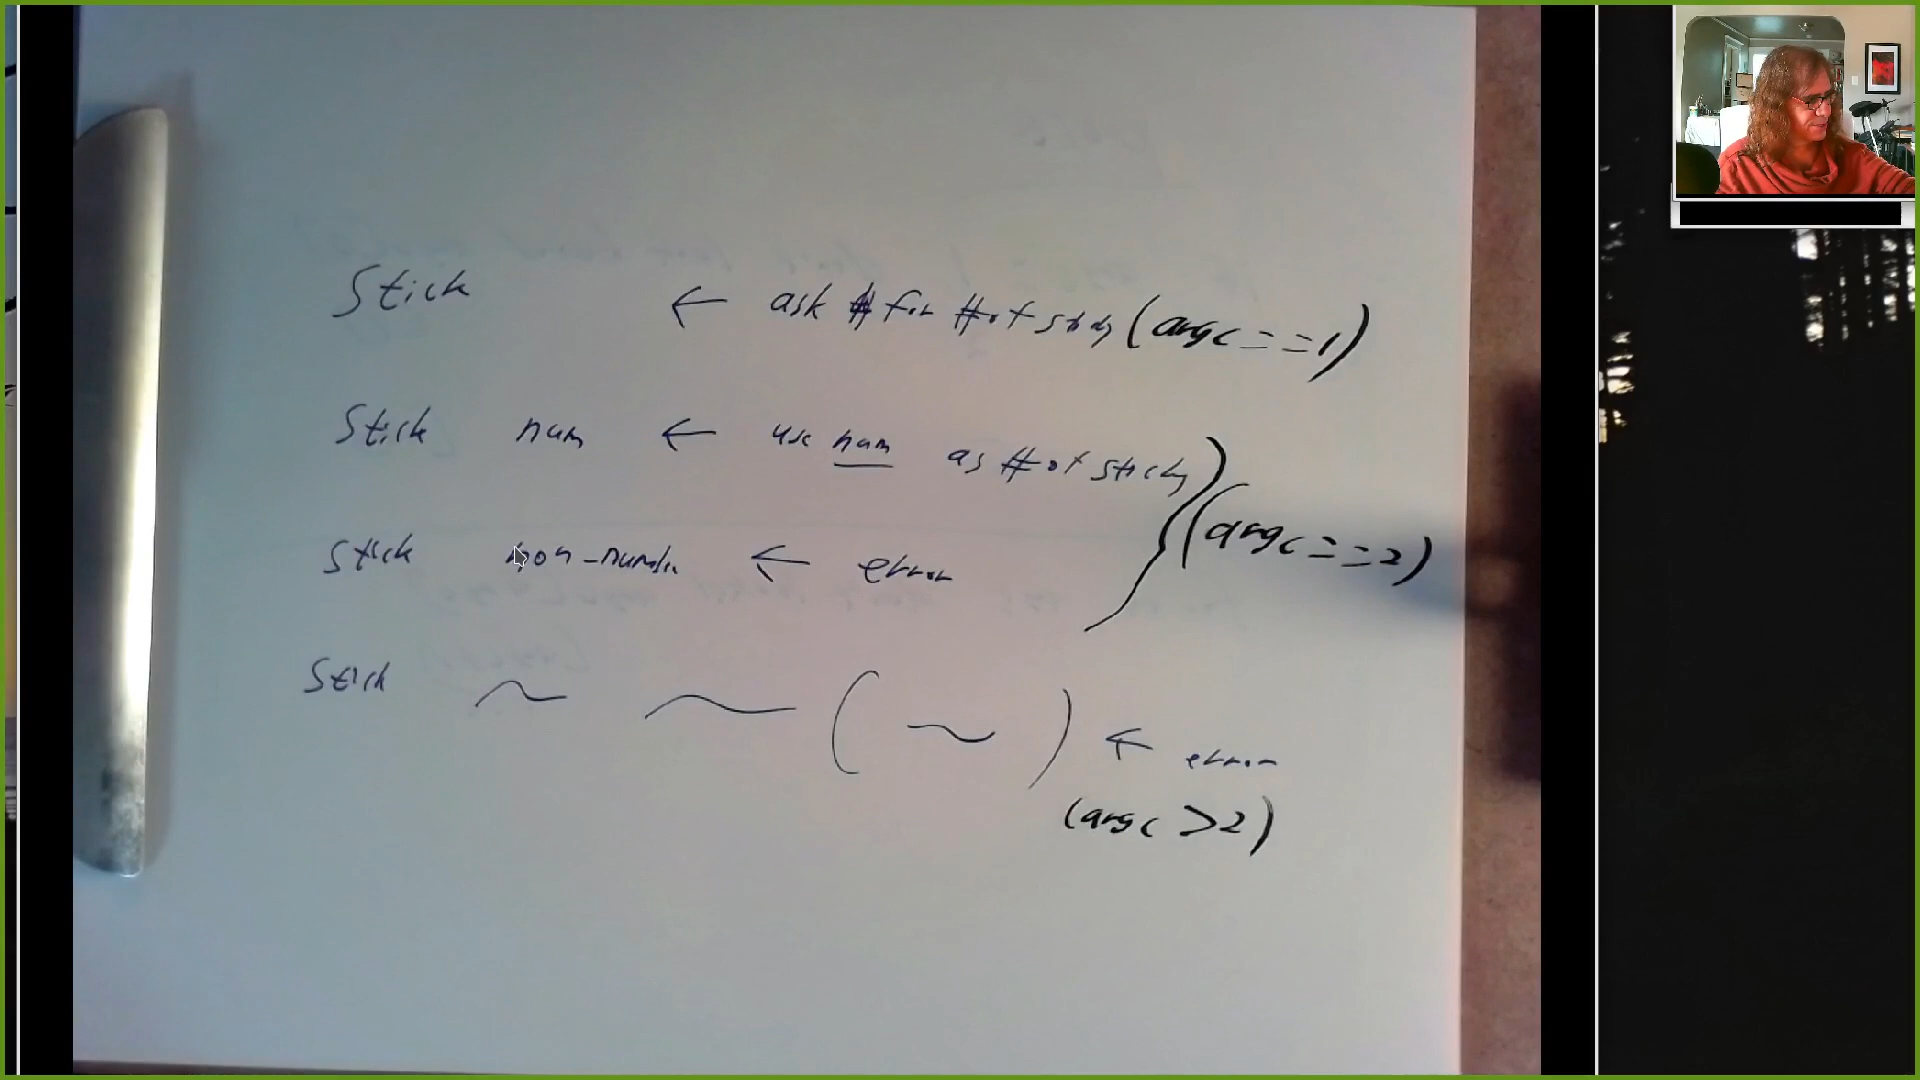 Stick ← ask for # of sticks (argc == 1)
Stick num ← use num as # of sticks
(argc == 2)
Stick non-number ← error
Stick ~ ~ ( ~ ) ← error
(argc > 2)